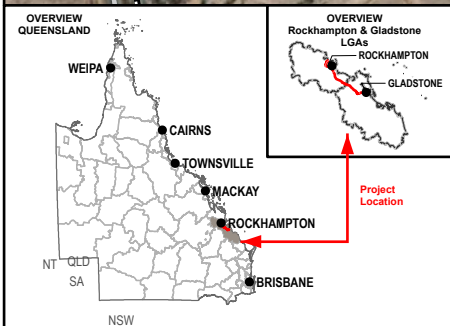 OVERVIEW
QUEENSLAND
WEIPA
CAIRNS
TOWNSVILLE
MACKAY
ROCKHAMPTON
BRISBANE
NT
QLD
SA
NSW
OVERVIEW
Rockhampton & Gladstone
LGAs
ROCKHAMPTON
GLADSTONE
Project
Location